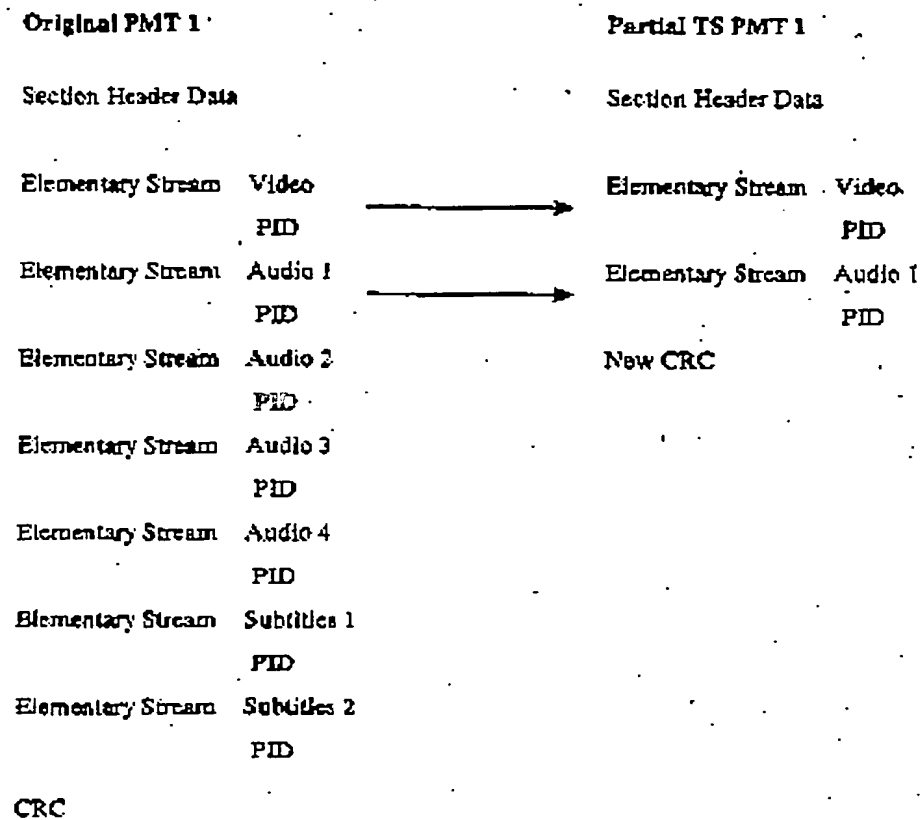 Original PMT 1
Section Header Data
Elementary Stream Video
PID
Elementary Stream Audio 1
PID
Elementary Stream Audio 2
PID
Elementary Stream Audio 3
PID
Elementary Stream Audio 4
PID
Elementary Stream Subtitles 1
PID
Elementary Stream Subtitles 2
PID
CRC
Partial TS PMT 1
Section Header Data
Elementary Stream Video
PID
Elementary Stream Audio 1
PID
New CRC